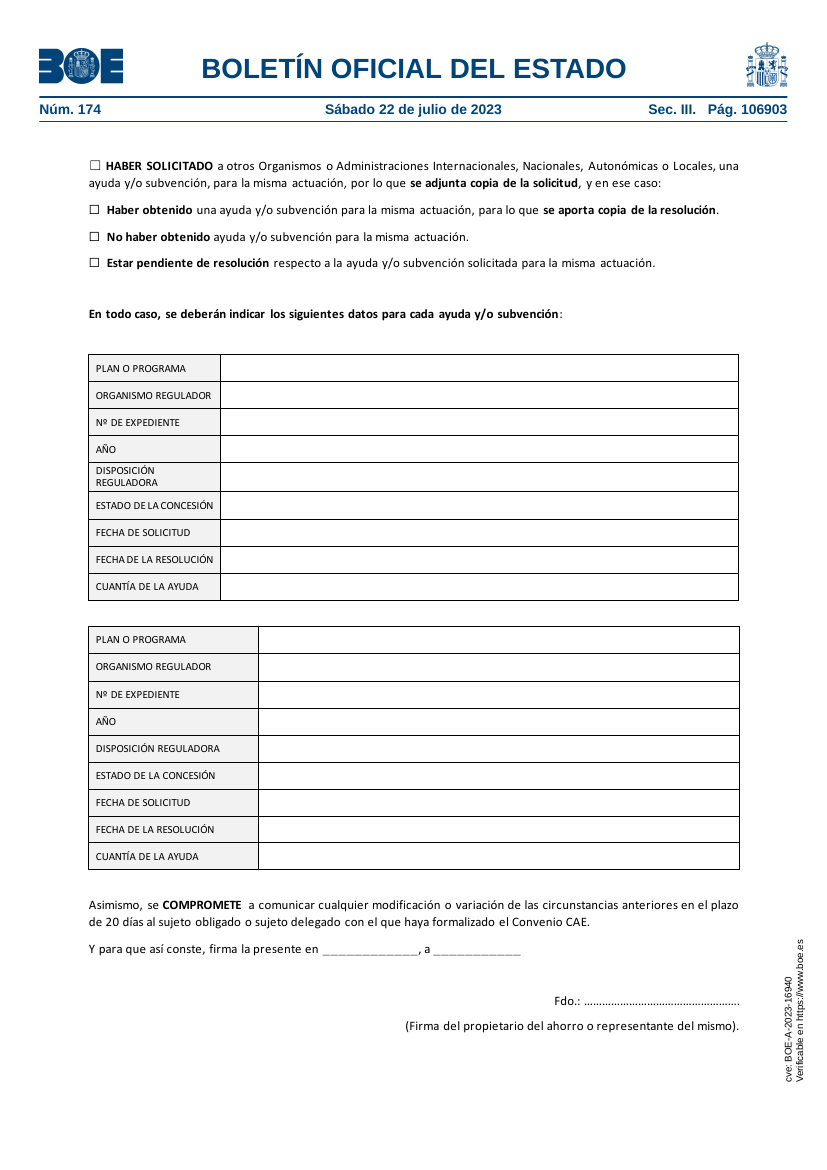 BOE
BOLETÍN OFICIAL DEL ESTADO
Núm. 174
Sábado 22 de julio de 2023
Sec. III. Pág. 106903
☐ HABER SOLICITADO a otros Organismos o Administraciones Internacionales, Nacionales, Autonómicas o Locales, una
ayuda y/o subvención, para la misma actuación, por lo que se adjunta copia de la solicitud, y en ese caso:
☐ Haber obtenido una ayuda y/o subvención para la misma actuación, para lo que se aporta copia de la resolución.
☐ No haber obtenido ayuda y/o subvención para la misma actuación.
☐ Estar pendiente de resolución respecto a la ayuda y/o subvención solicitada para la misma actuación.
En todo caso, se deberán indicar los siguientes datos para cada ayuda y/o subvención:
PLAN O PROGRAMA
ORGANISMO REGULADOR
Nº DE EXPEDIENTE
AÑO
DISPOSICIÓN
REGULADORA
ESTADO DE LA CONCESIÓN
FECHA DE SOLICITUD
FECHA DE LA RESOLUCIÓN
CUANTÍA DE LA AYUDA
PLAN O PROGRAMA
ORGANISMO REGULADOR
Nº DE EXPEDIENTE
AÑO
DISPOSICIÓN REGULADORA
ESTADO DE LA CONCESIÓN
FECHA DE SOLICITUD
FECHA DE LA RESOLUCIÓN
CUANTÍA DE LA AYUDA
Asimismo, se COMPROMETE a comunicar cualquier modificación o variación de las circunstancias anteriores en el plazo
de 20 días al sujeto obligado o sujeto delegado con el que haya formalizado el Convenio CAE.
Y para que así conste, firma la presente en _____________, a ____________
Fdo.: …………………………………………….
(Firma del propietario del ahorro o representante del mismo).
cve: BOE-A-2023-16940
Verificable en https://www.boe.es